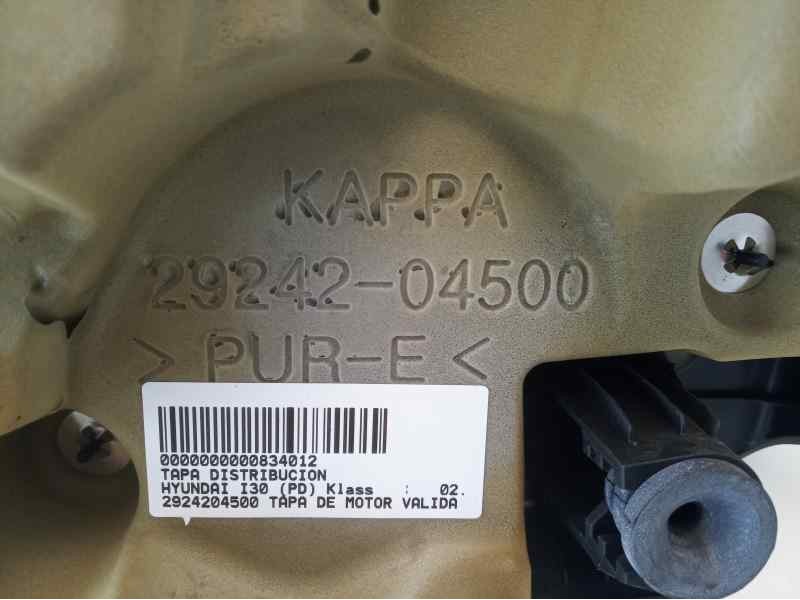 KAPPA
29242-04500
> PUR-E <
0000000000834012
TAPA DISTRIBUCION
HYUNDAI I30 (PD) Klass : 02.
2924204500 TAPA DE MOTOR VALIDA